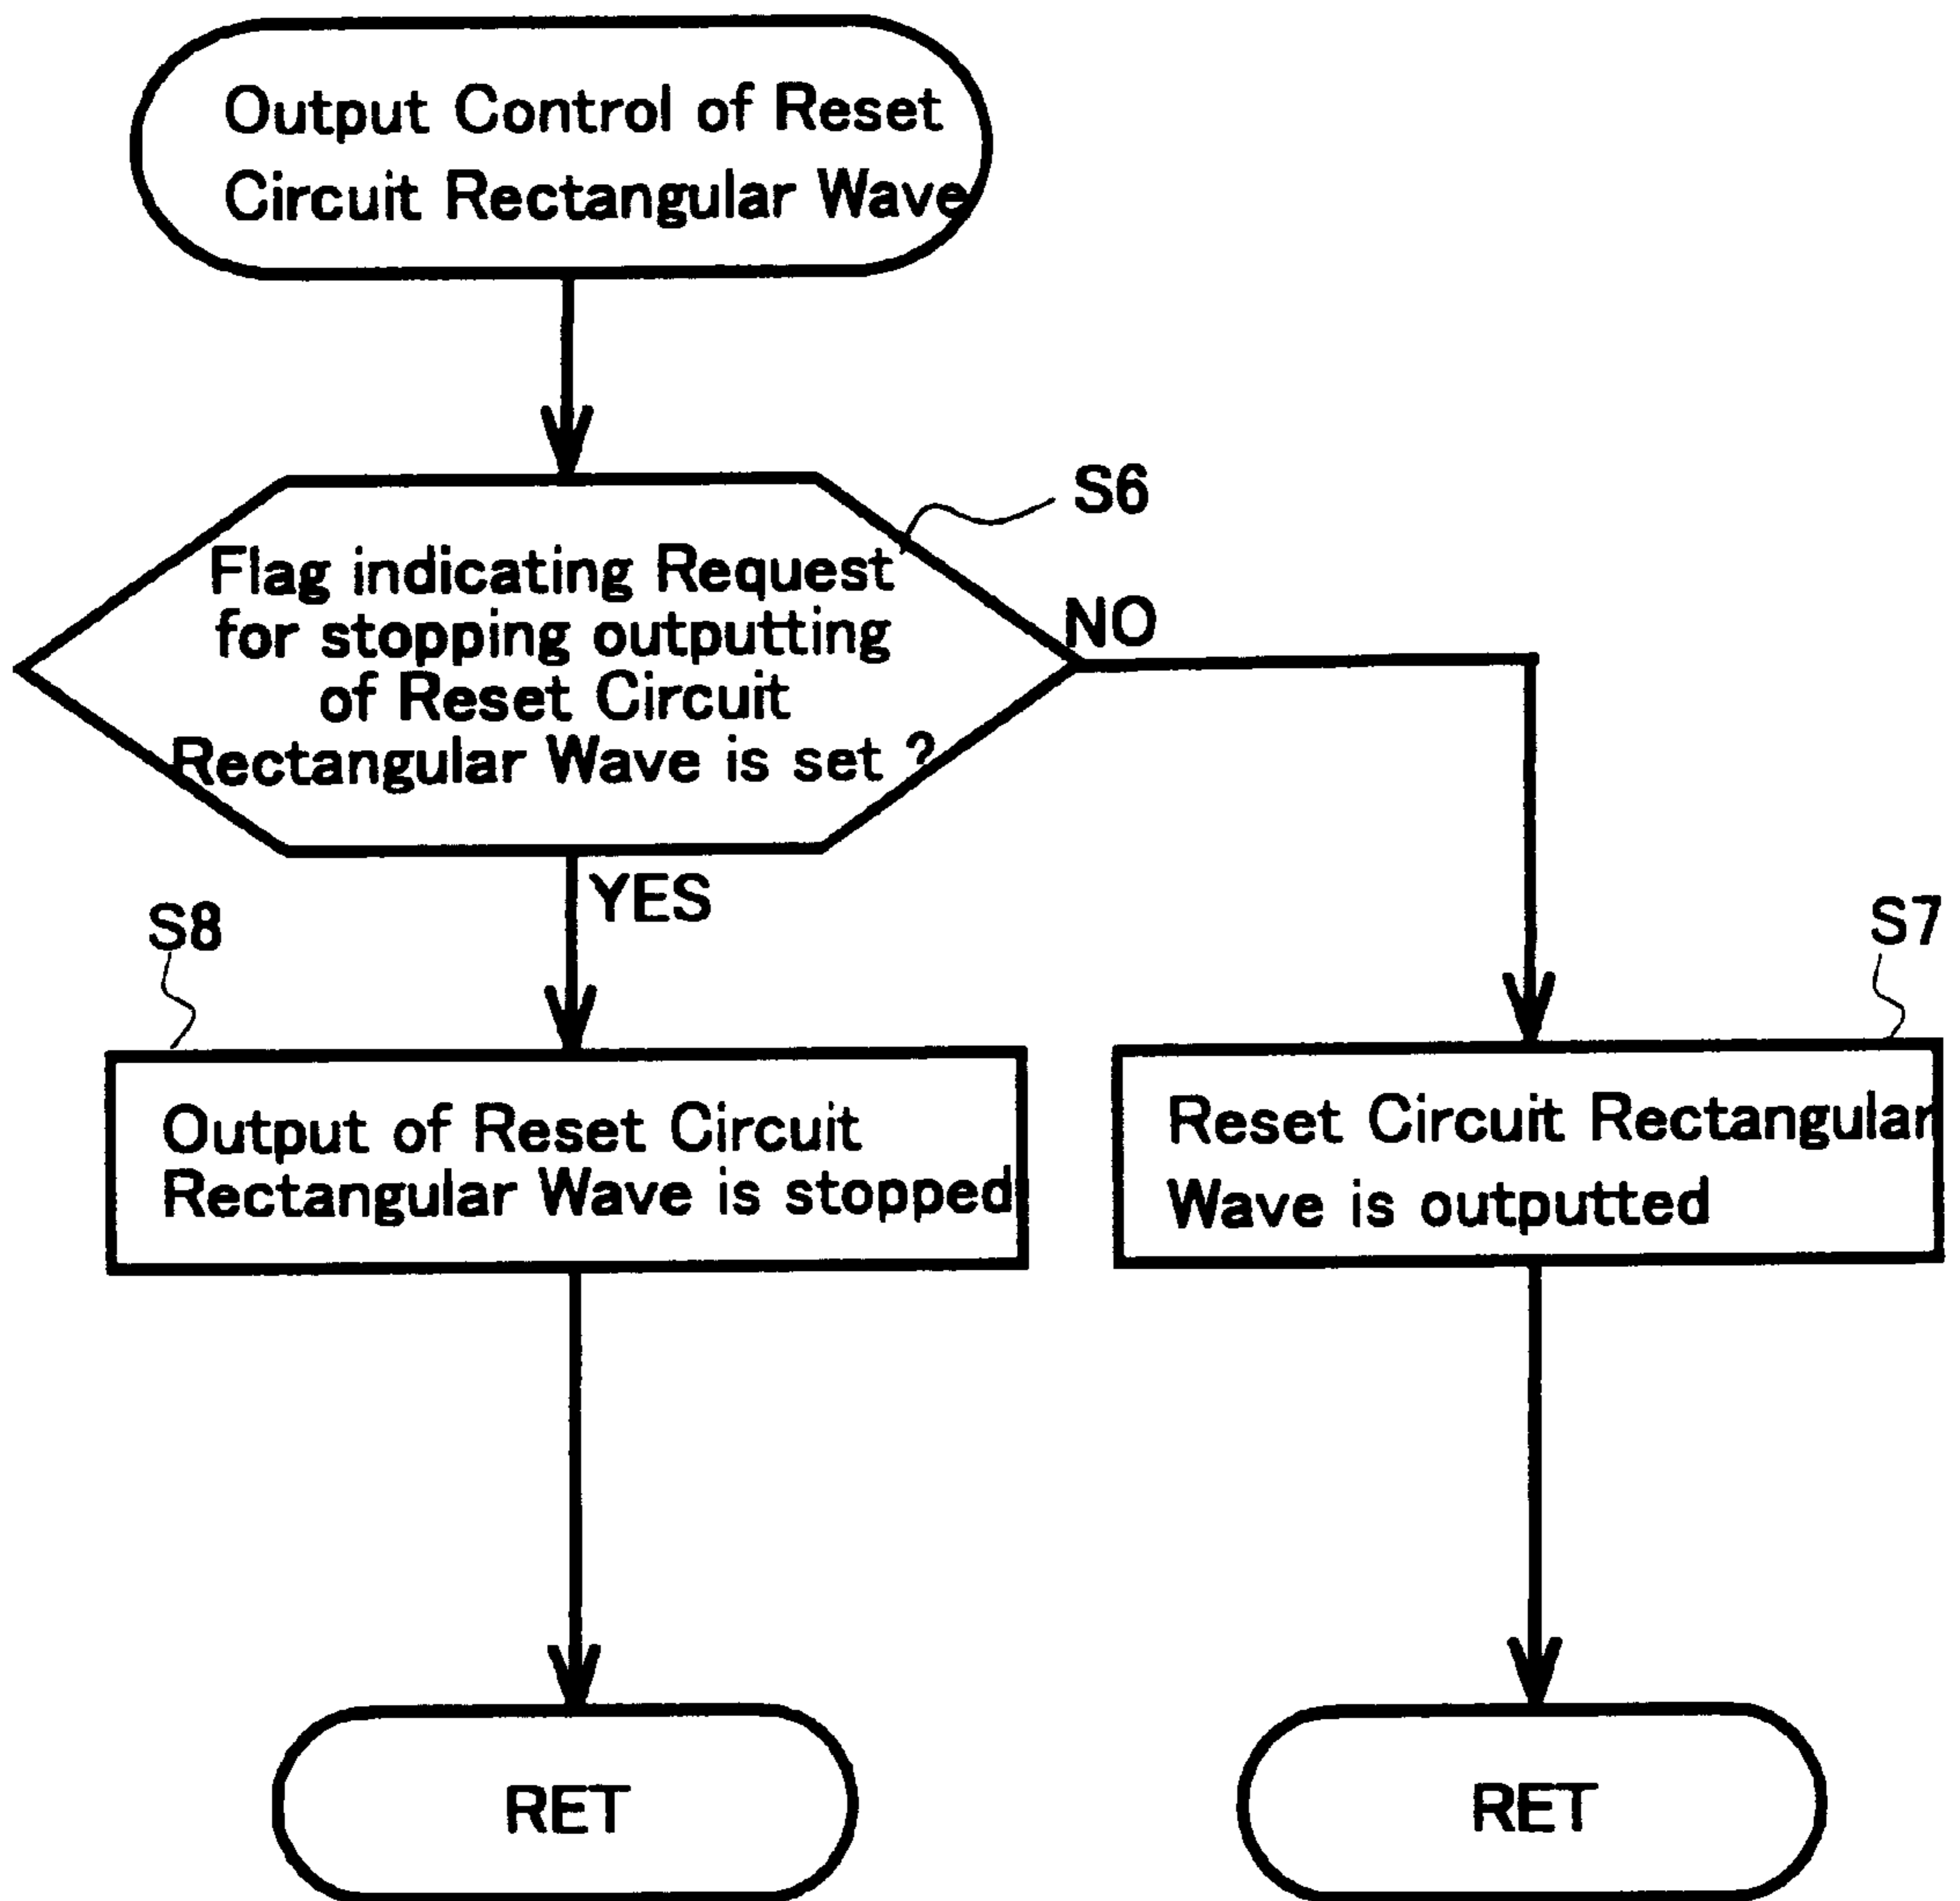 Output Control of Reset
Circuit Rectangular Wave
S6
Flag indicating Request
for stopping outputting
of Reset Circuit
Rectangular Wave is set ?
NO
YES
S8
S7
Output of Reset Circuit
Rectangular Wave is stopped
Reset Circuit Rectangular
Wave is outputted
RET
RET